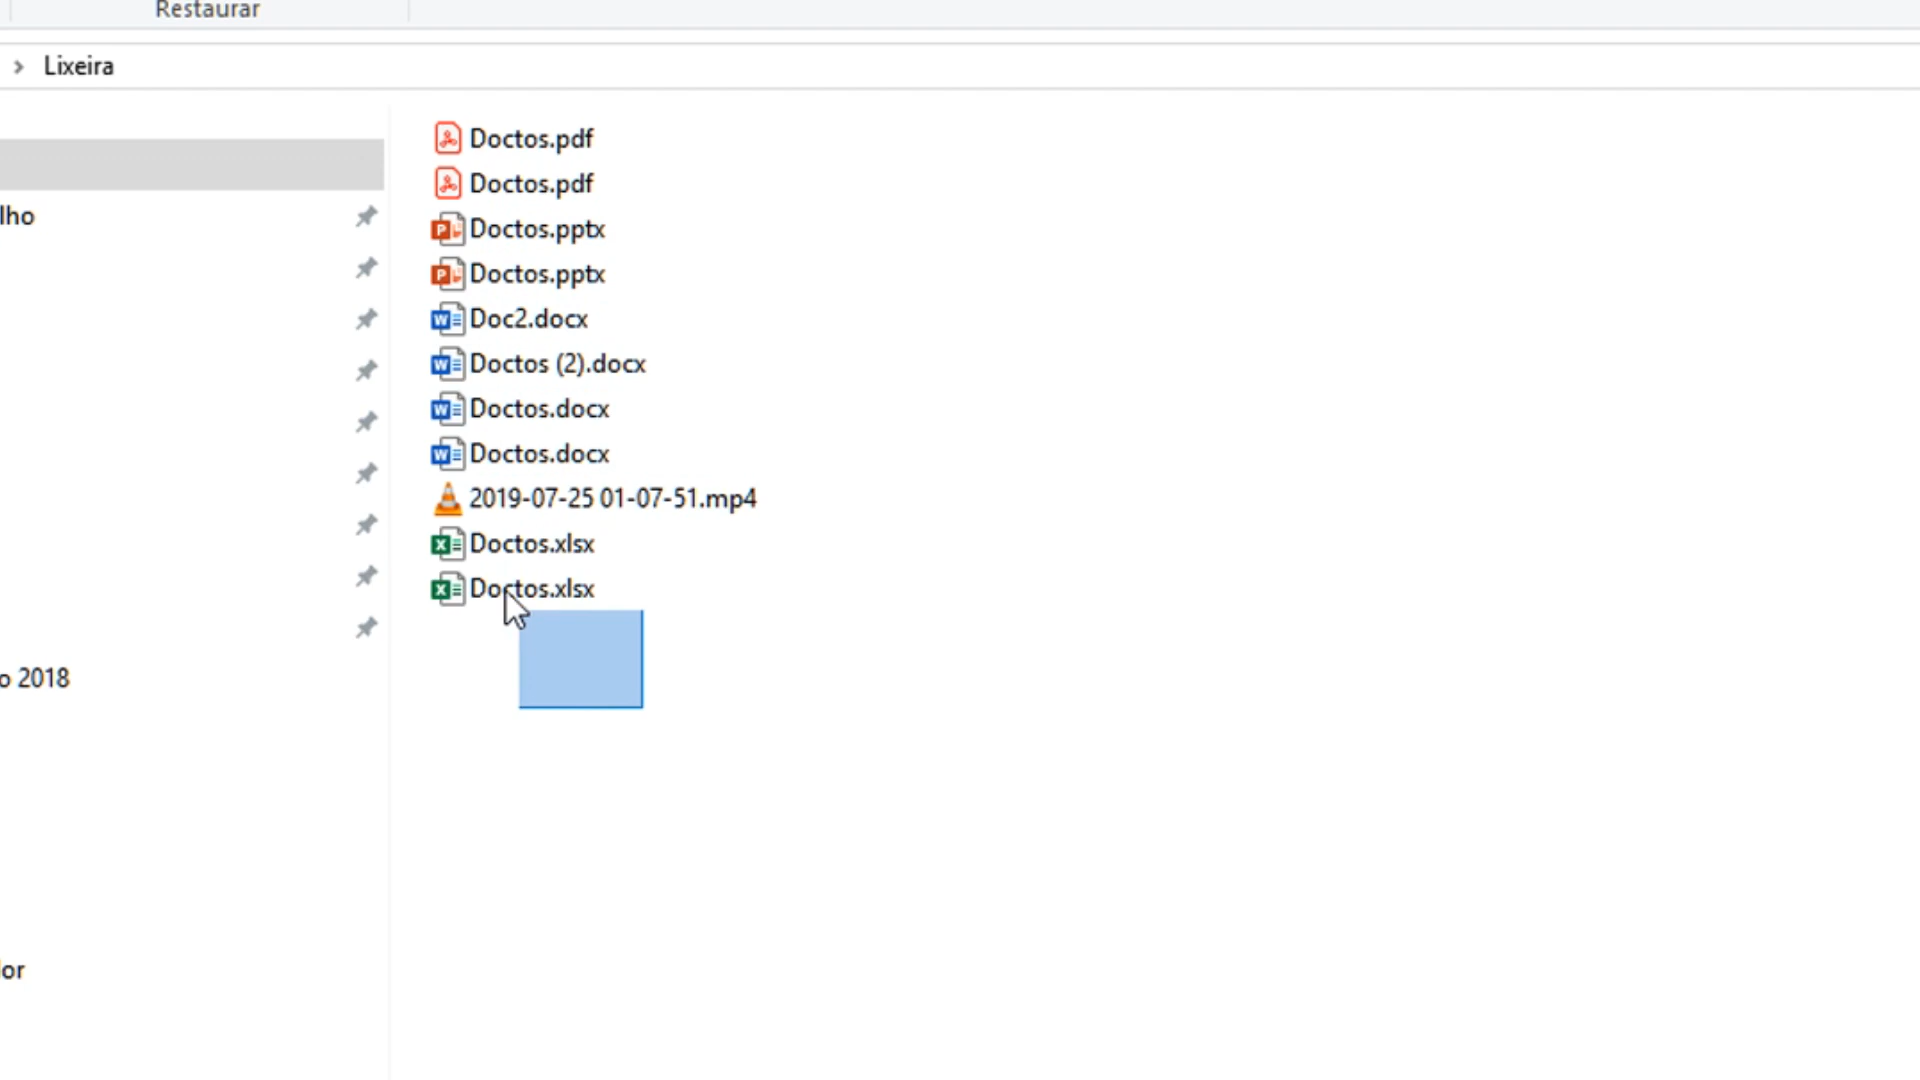 Restaurar
Lixeira
Doctos.pdf
Doctos.pdf
lho
Doctos.pptx
Doctos.pptx
Doc2.docx
Doctos (2).docx
Doctos.docx
Doctos.docx
2019-07-25 01-07-51.mp4
Doctos.xlsx
Doctos.xlsx
o 2018
or